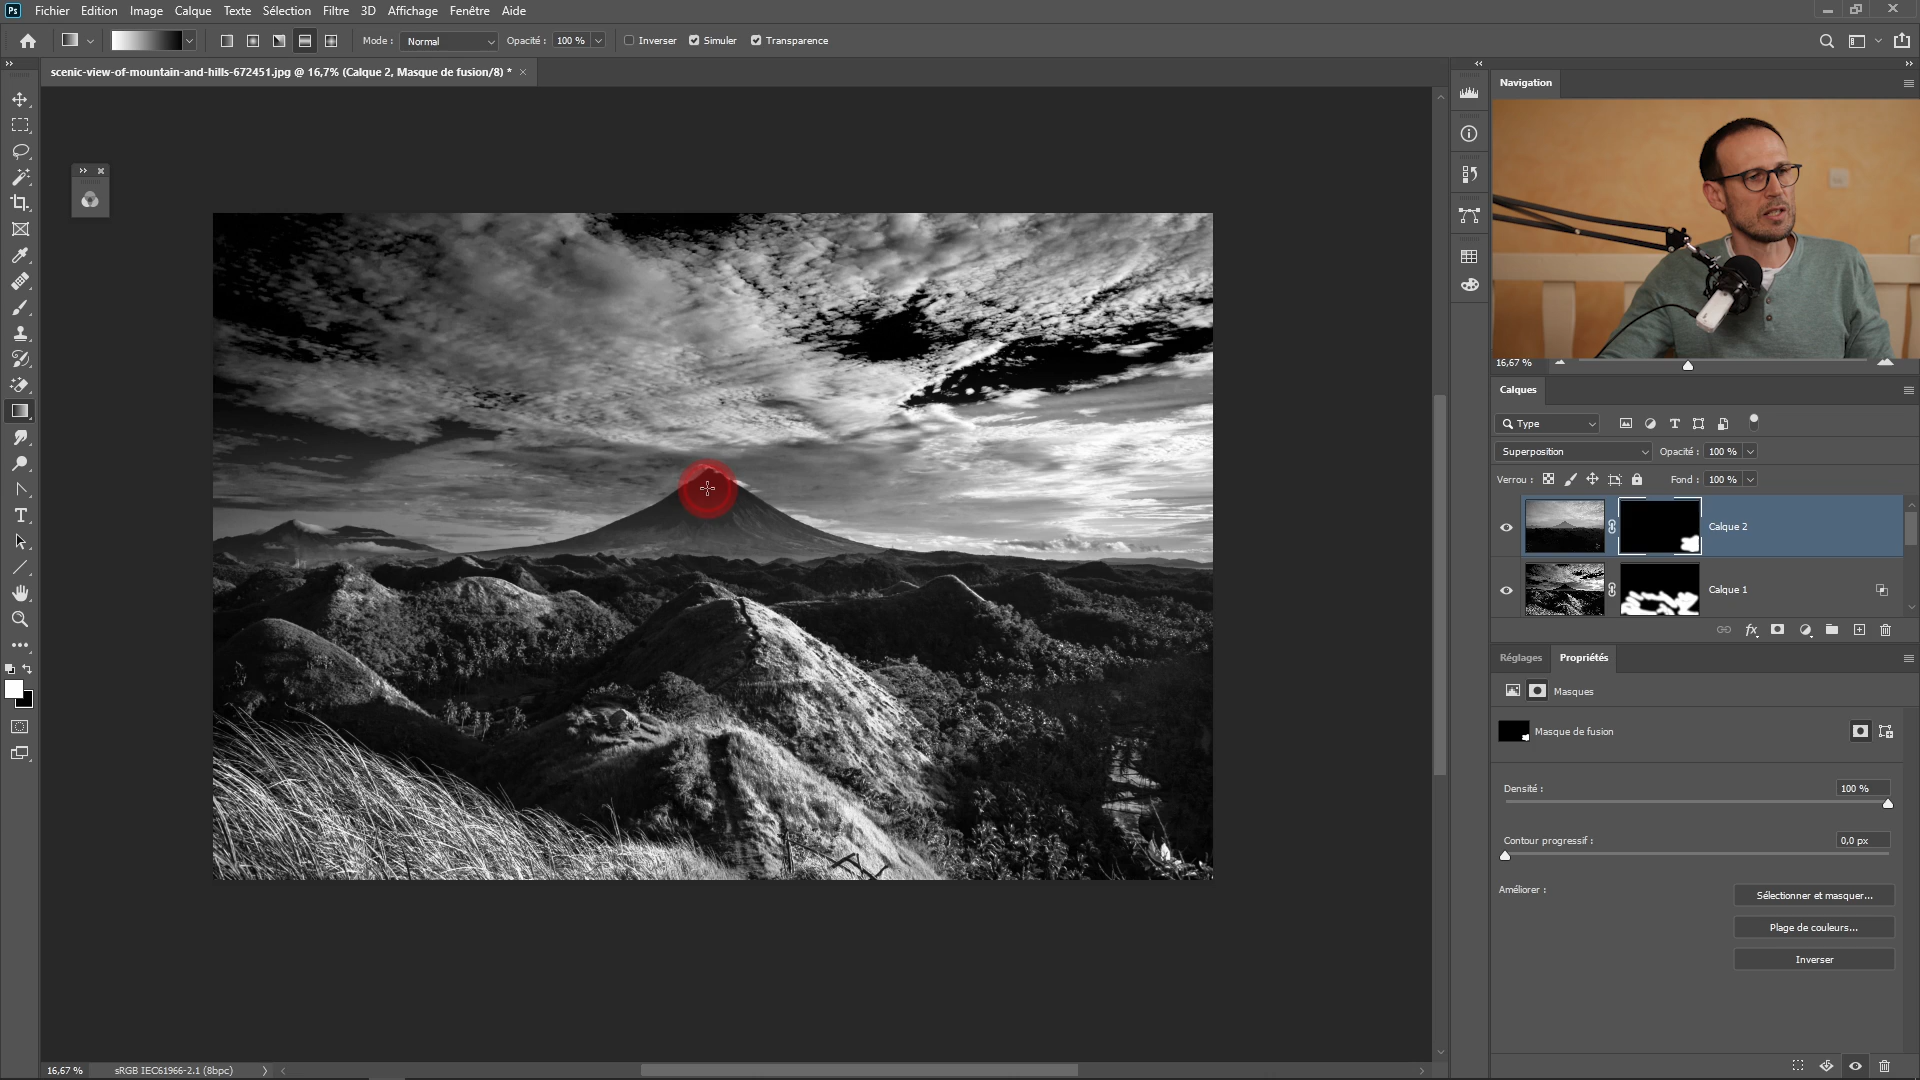 Ps Fichier Edition Image Calque Texte Sélection Filtre 3D Affichage Fenêtre Aide
Mode : Normal Opacité : 100 % Inverser Simuler Transparence
scenic-view-of-mountain-and-hills-672451.jpg @ 16,7% (Calque 2, Masque de fusion/8) *
Navigation
16,67 %
Calques
Type
Superposition Opacité : 100 %
Verrou : Fond : 100 %
Calque 2
Calque 1
fx
Réglages Propriétés
Masques
Masque de fusion
Densité : 100 %
Contour progressif : 0,0 px
Améliorer : Sélectionner et masquer...
Plage de couleurs...
Inverser
16,67 % sRGB IEC61966-2.1 (8bpc)